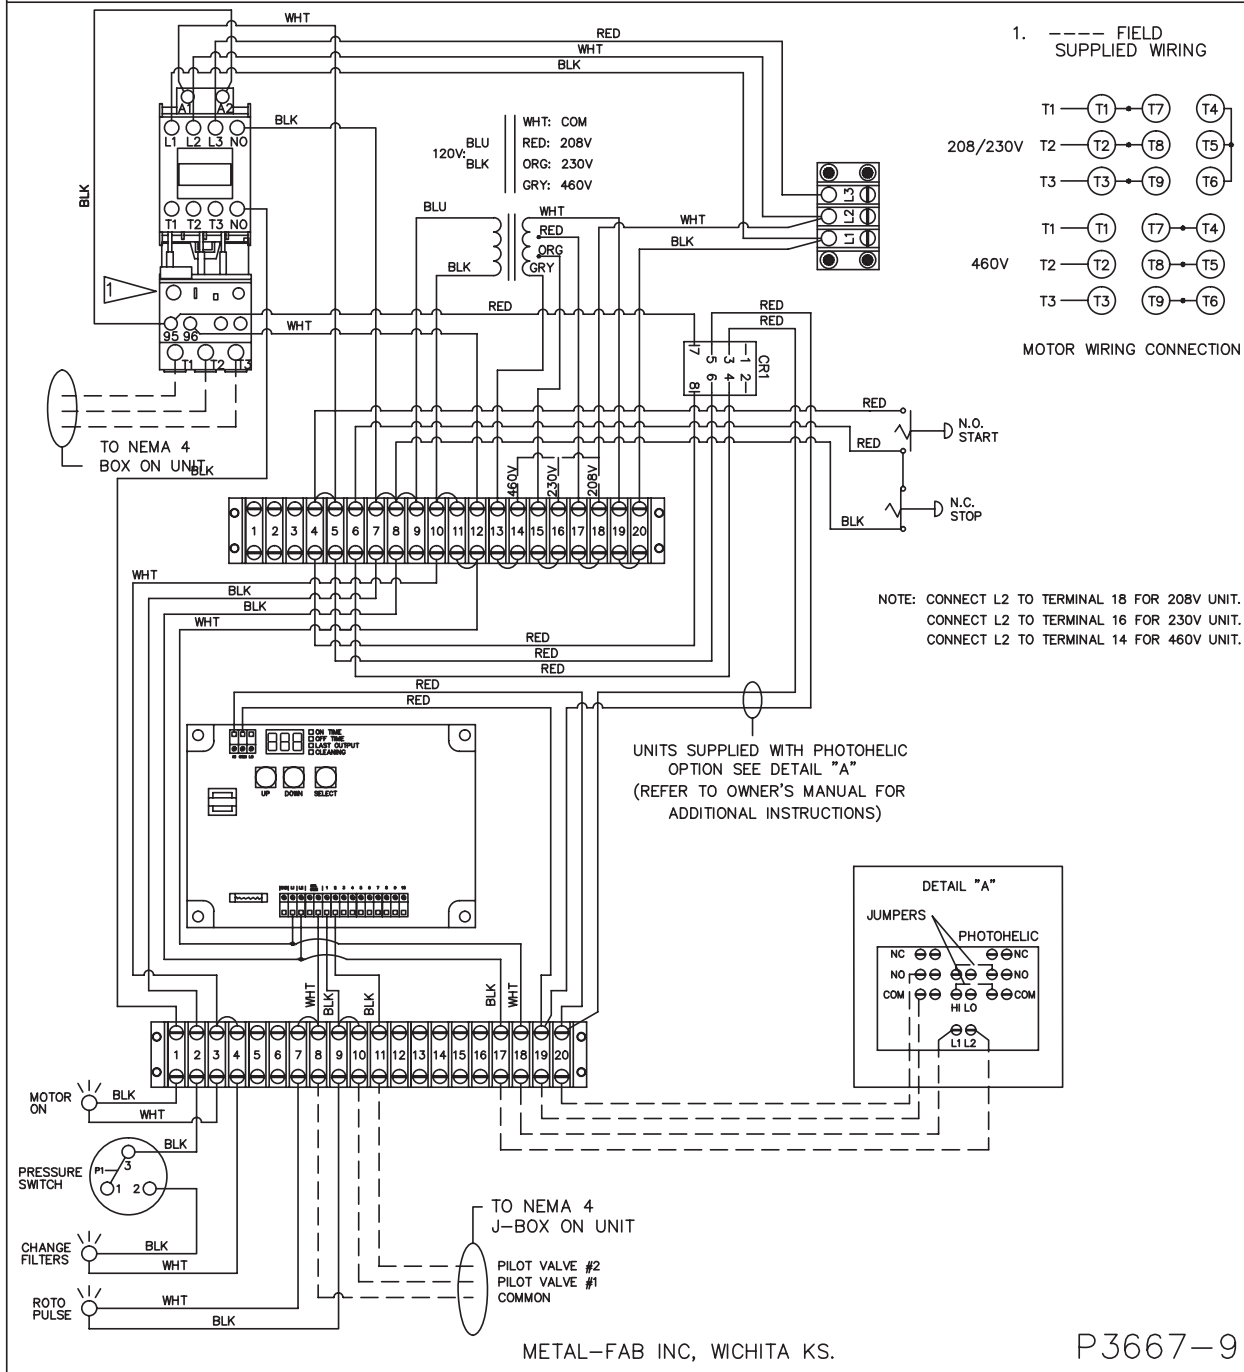 WHT
RED
WHT
BLK
1. ---- FIELD
SUPPLIED WIRING
A1 A2
L1 L2 L3 NO
BLK
BLK
T1 T2 T3 NO
1
95 96
T1 T2 T3
TO NEMA 4
BOX ON UNIT
BLK
120V:
BLU
BLK
WHT: COM
RED: 208V
ORG: 230V
GRY: 460V
BLU
BLK
WHT
RED
ORG
GRY
WHT
BLK
L3
L2
L1
RED
WHT
RED
RED
7 5 3 1
8 6 4 2
CR1
208/230V
T1 T1 T7 T4
T2 T2 T8 T5
T3 T3 T9 T6
460V
T1 T1 T7 T4
T2 T2 T8 T5
T3 T3 T9 T6
MOTOR WIRING CONNECTION
RED
RED
BLK
N.O.
START
N.C.
STOP
460V
230V
208V
1 2 3 4 5 6 7 8 9 10 11 12 13 14 15 16 17 18 19 20
WHT
BLK
BLK
WHT
RED
RED
RED
RED
RED
NOTE: CONNECT L2 TO TERMINAL 18 FOR 208V UNIT.
CONNECT L2 TO TERMINAL 16 FOR 230V UNIT.
CONNECT L2 TO TERMINAL 14 FOR 460V UNIT.
UNITS SUPPLIED WITH PHOTOHELIC
OPTION SEE DETAIL "A"
(REFER TO OWNER'S MANUAL FOR
ADDITIONAL INSTRUCTIONS)
ON TIME
OFF TIME
LAST OUTPUT
CLEANING
UP DOWN SELECT
1 2 3 4 5 6 7 8 9 10
WHT
BLK
BLK
BLK
WHT
1 2 3 4 5 6 7 8 9 10 11 12 13 14 15 16 17 18 19 20
DETAIL "A"
JUMPERS
PHOTOHELIC
NC NC
NO NO
COM COM
HI LO
L1 L2
MOTOR
ON
BLK
WHT
PRESSURE
SWITCH
P1
3
1 2
BLK
CHANGE
FILTERS
BLK
WHT
ROTO
PULSE
WHT
BLK
TO NEMA 4
J-BOX ON UNIT
PILOT VALVE #2
PILOT VALVE #1
COMMON
METAL-FAB INC, WICHITA KS.
P3667-9